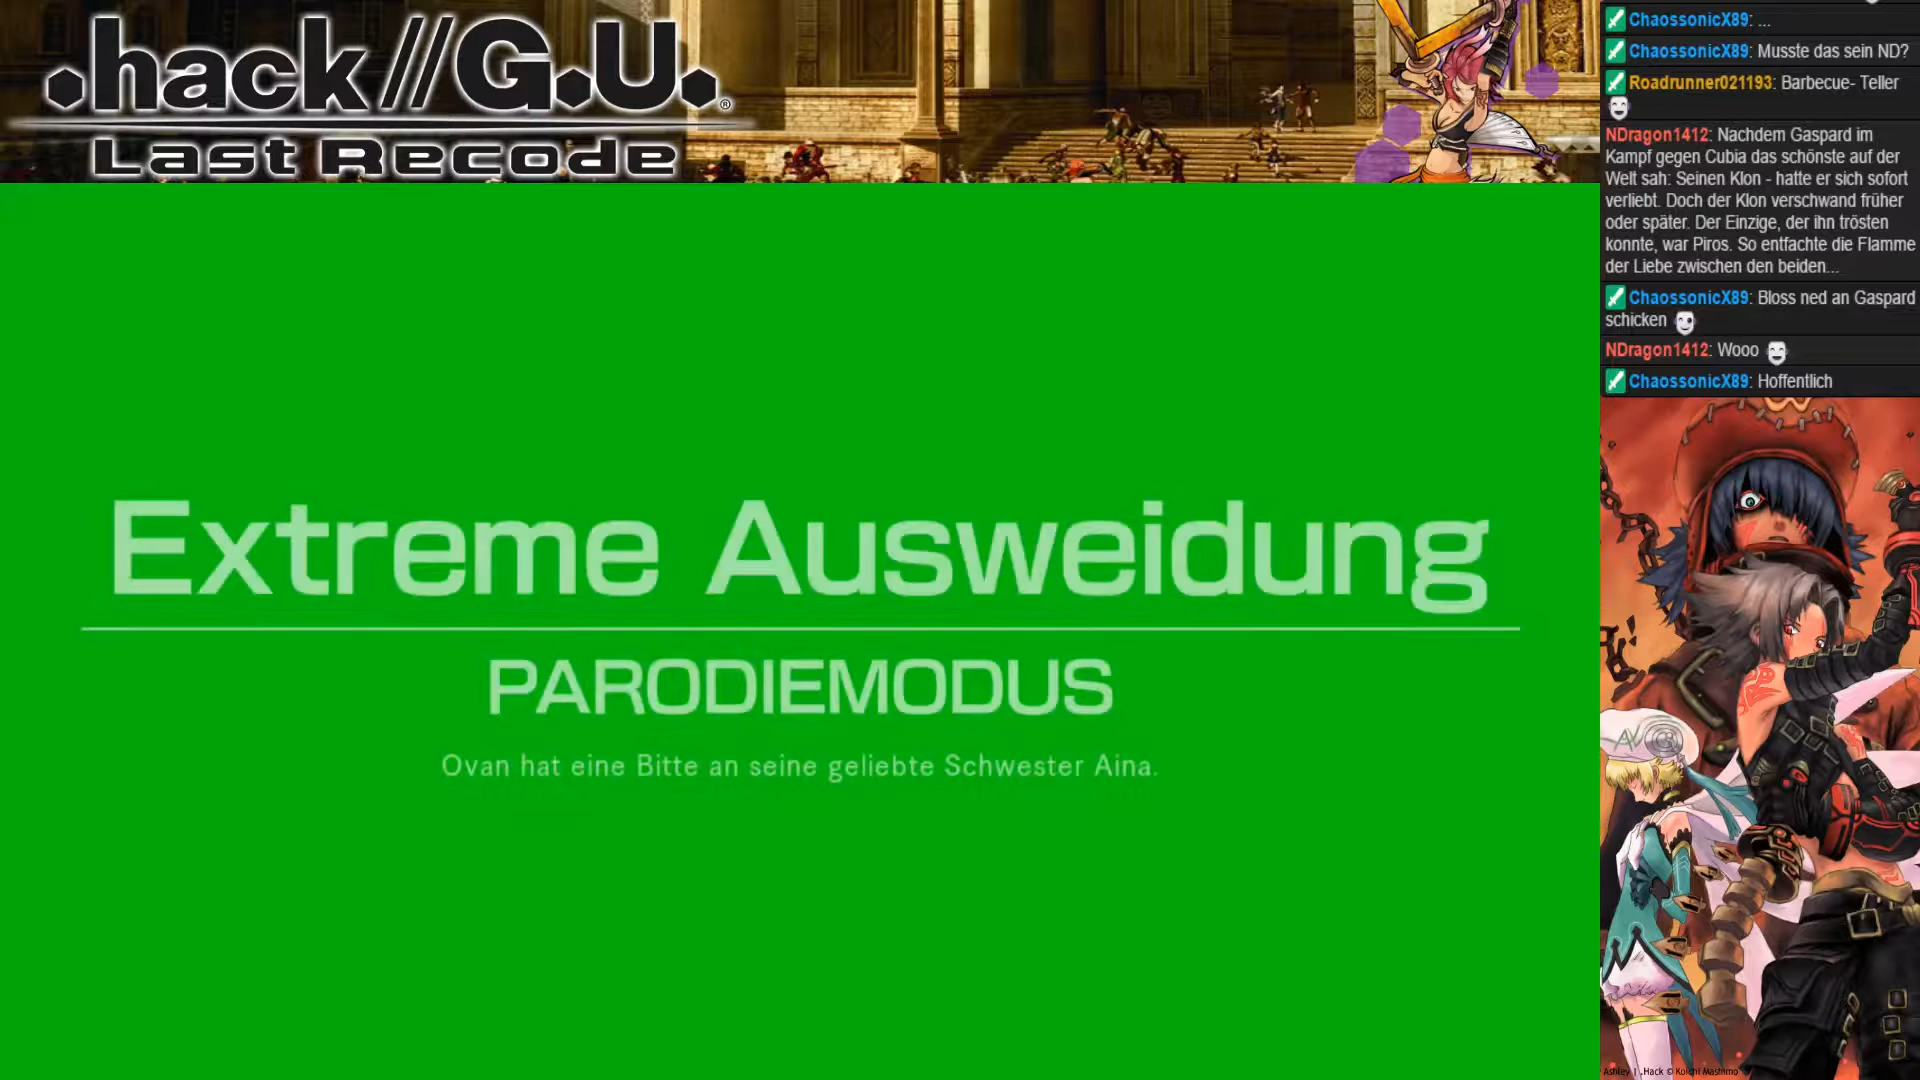 .hack//G.U.®
Last Recode
Extreme Ausweidung
PARODIEMODUS
Ovan hat eine Bitte an seine geliebte Schwester Aina.
ChaossonicX89: ...
ChaossonicX89: Musste das sein ND?
Roadrunner021193: Barbecue- Teller
NDragon1412: Nachdem Gaspard im
Kampf gegen Cubia das schönste auf der
Welt sah: Seinen Klon - hatte er sich sofort
verliebt. Doch der Klon verschwand früher
oder später. Der Einzige, der ihn trösten
konnte, war Piros. So entfachte die Flamme
der Liebe zwischen den beiden...
ChaossonicX89: Bloss ned an Gaspard
schicken
NDragon1412: Wooo
ChaossonicX89: Hoffentlich
Ashley | .Hack © Koichi Mashimo